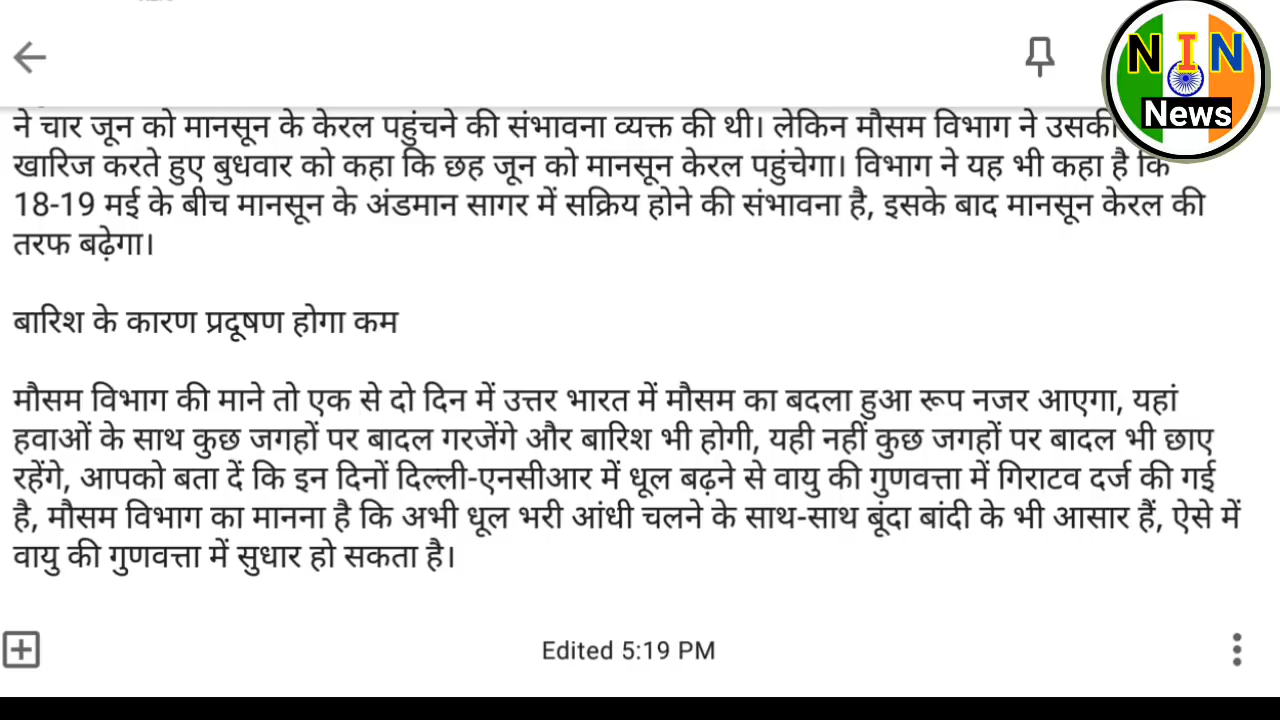 N I N
News
ने चार जून को मानसून के केरल पहुंचने की संभावना व्यक्त की थी। लेकिन मौसम विभाग ने उसकी
खारिज करते हुए बुधवार को कहा कि छह जून को मानसून केरल पहुंचेगा। विभाग ने यह भी कहा है कि
18-19 मई के बीच मानसून के अंडमान सागर में सक्रिय होने की संभावना है, इसके बाद मानसून केरल की
तरफ बढ़ेगा।
बारिश के कारण प्रदूषण होगा कम
मौसम विभाग की माने तो एक से दो दिन में उत्तर भारत में मौसम का बदला हुआ रूप नजर आएगा, यहां
हवाओं के साथ कुछ जगहों पर बादल गरजेंगे और बारिश भी होगी, यही नहीं कुछ जगहों पर बादल भी छाए
रहेंगे, आपको बता दें कि इन दिनों दिल्ली-एनसीआर में धूल बढ़ने से वायु की गुणवत्ता में गिराटव दर्ज की गई
है, मौसम विभाग का मानना है कि अभी धूल भरी आंधी चलने के साथ-साथ बूंदा बांदी के भी आसार हैं, ऐसे में
वायु की गुणवत्ता में सुधार हो सकता है।
Edited 5:19 PM